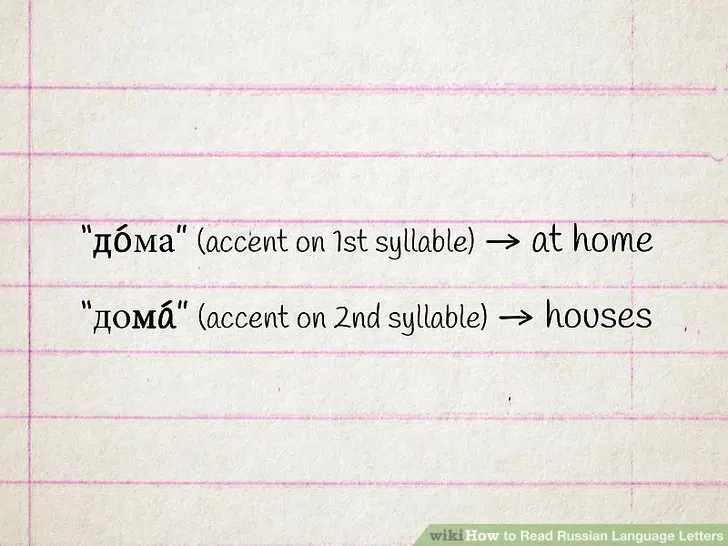 "до́ма" (accent on 1st syllable) → at home
"дома́" (accent on 2nd syllable) → houses
wikiHow to Read Russian Language Letters